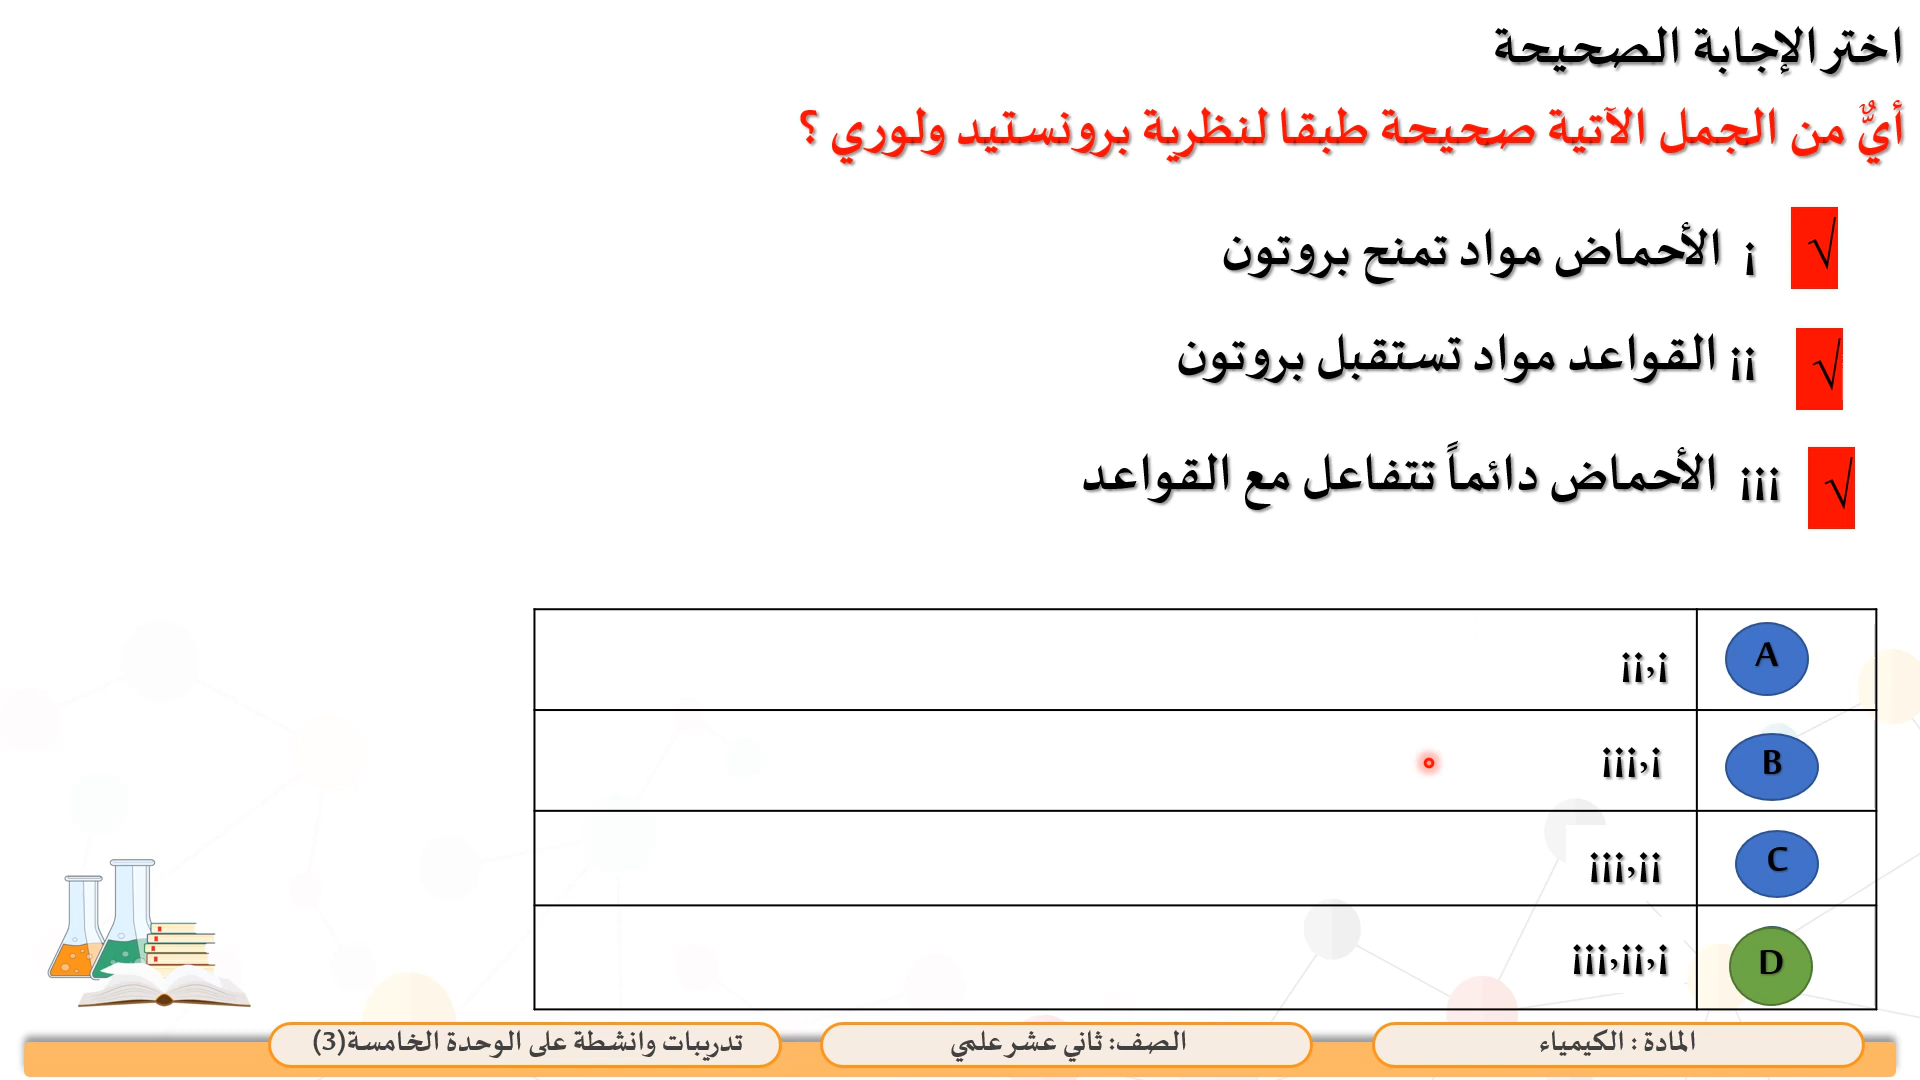 اختر الإجابة الصحيحة
أيٌّ من الجمل الآتية صحيحة طبقا لنظرية برونستيد ولوري ؟
√ i الأحماض مواد تمنح بروتون
√ ii القواعد مواد تستقبل بروتون
√ iii الأحماض دائماً تتفاعل مع القواعد
A i,ii
B i,iii
C ii,iii
D i,ii,iii
المادة : الكيمياء
الصف: ثاني عشر علمي
تدريبات وانشطة على الوحدة الخامسة(3)